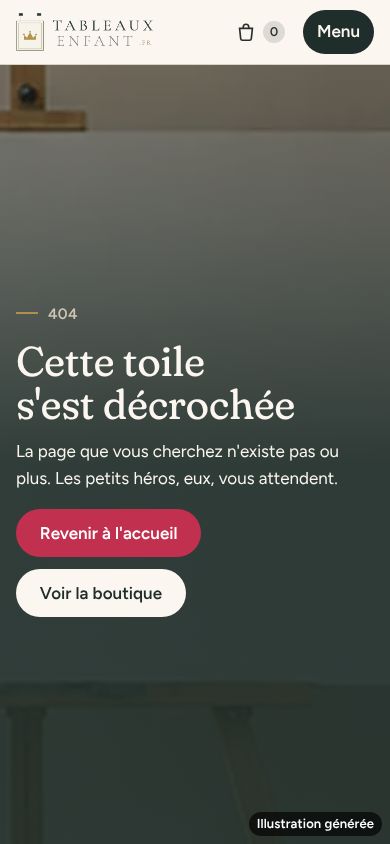 TABLEAUX
ENFANT .FR
0
Menu
404
Cette toile
s'est décrochée
La page que vous cherchez n'existe pas ou
plus. Les petits héros, eux, vous attendent.
Revenir à l'accueil
Voir la boutique
Illustration générée